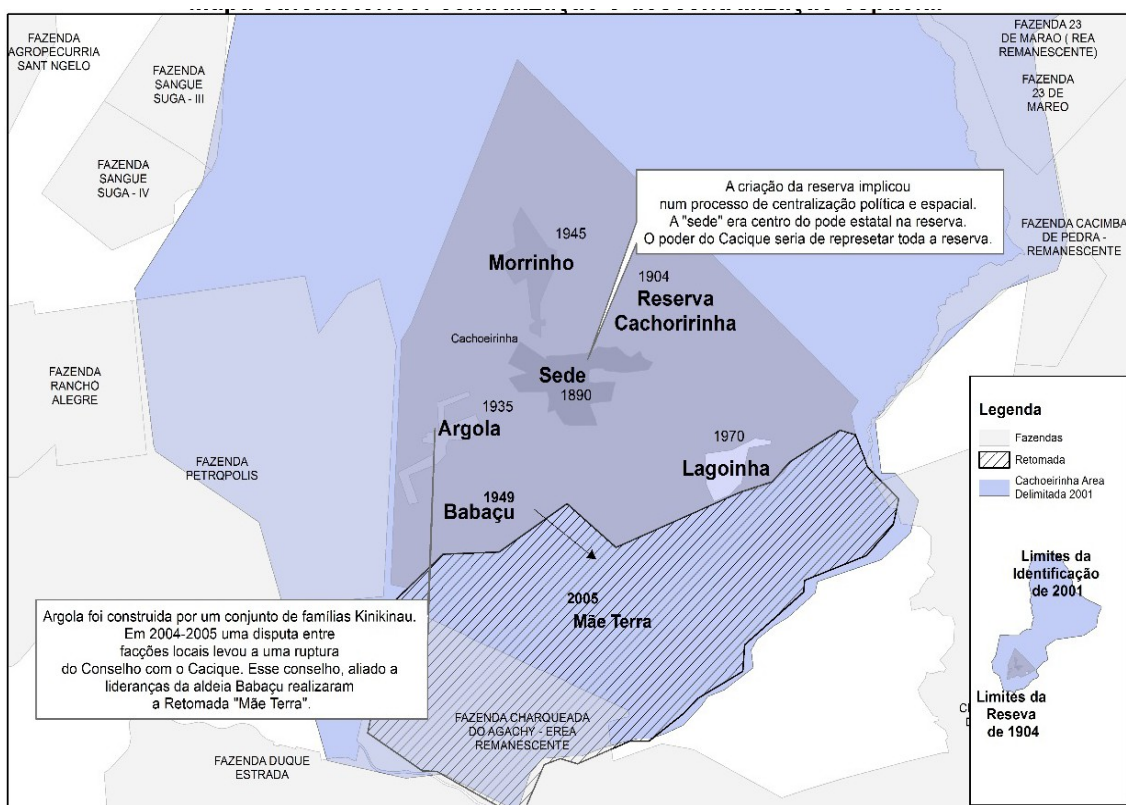 Mapa etnohistórico: centralização e descentralização espacial
FAZENDA
AGROPECURRIA
SANT NGELO
FAZENDA
SANGUE
SUGA - III
FAZENDA
SANGUE
SUGA - IV
FAZENDA 23
DE MARAO ( REA
REMANESCENTE)
FAZENDA
23 DE
MAREO
A criação da reserva implicou
num processo de centralização política e espacial.
A "sede" era centro do pode estatal na reserva.
O poder do Cacique seria de represetar toda a reserva.
FAZENDA CACIMBA
DE PEDRA -
REMANESCENTE
1945
Morrinho
1904
Reserva
Cachoririnha
Cachoeirinha
Sede
1890
FAZENDA
RANCHO
ALEGRE
1935
Argola
1970
Lagoinha
FAZENDA
PETRQPOLIS
1949
Babaçu
2005
Mãe Terra
Argola foi construida por um conjunto de famílias Kinikinau.
Em 2004-2005 uma disputa entre
facções locais levou a uma ruptura
do Conselho com o Cacique. Esse conselho, aliado a
lideranças da aldeia Babaçu realizaram
a Retomada "Mãe Terra".
FAZENDA CHARQUEADA
DO AGACHY - EREA
REMANESCENTE
FAZENDA DUQUE
ESTRADA
Legenda
Fazendas
Retomada
Cachoeirinha Area
Delimitada 2001
Limites da
Identificação
de 2001
Limites da
Reseva
de 1904